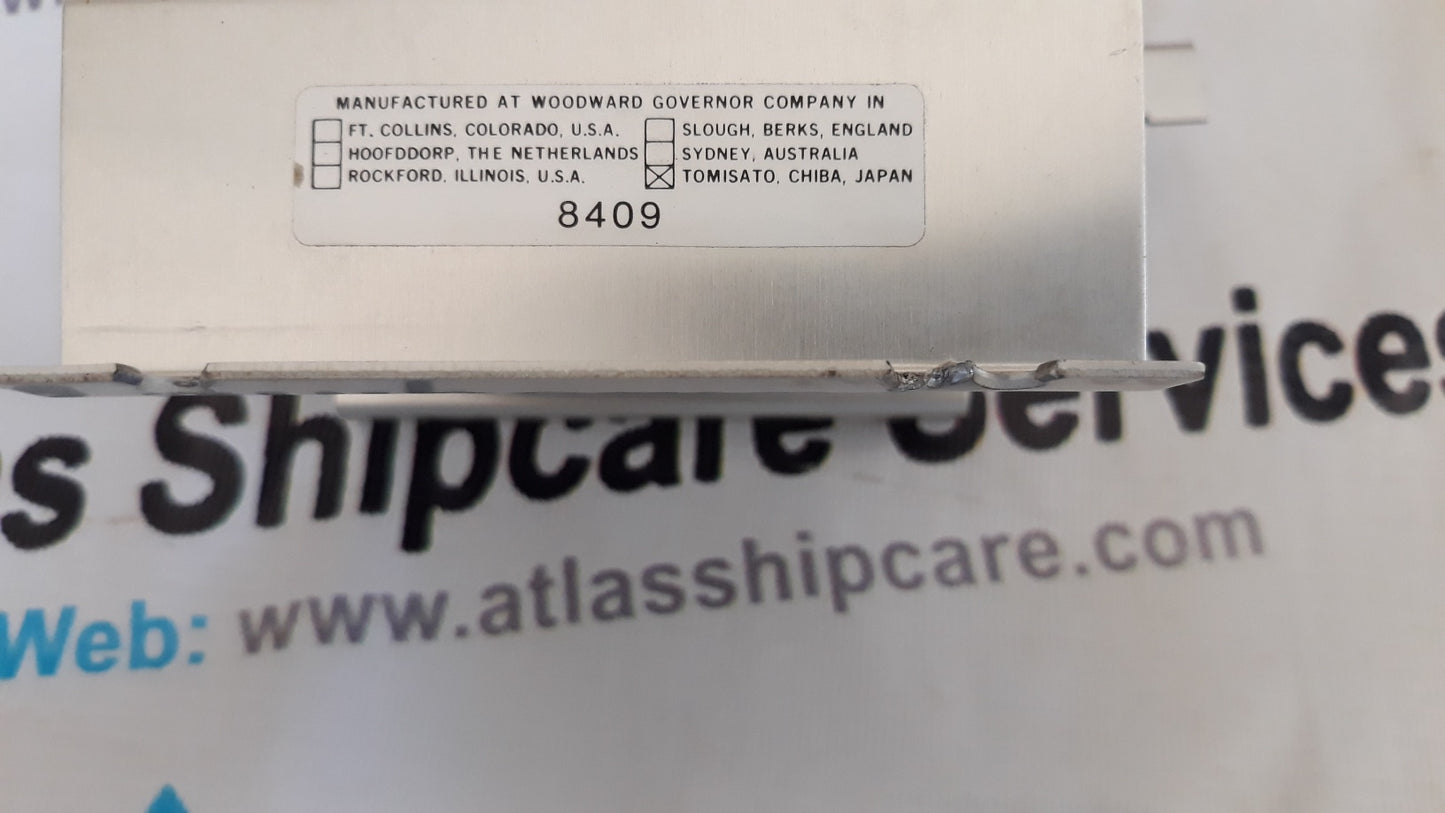 MANUFACTURED AT WOODWARD GOVERNOR COMPANY IN
FT. COLLINS, COLORADO, U.S.A.
HOOFDDORP, THE NETHERLANDS
ROCKFORD. ILLINOIS, U.S.A.
SLOUGH, BERKS, ENGLAND
SYDNEY, AUSTRALIA
TOMISATO, CHIBA, JAPAN
8409
Shipcare Services
Web: www.atlasshipcare.com